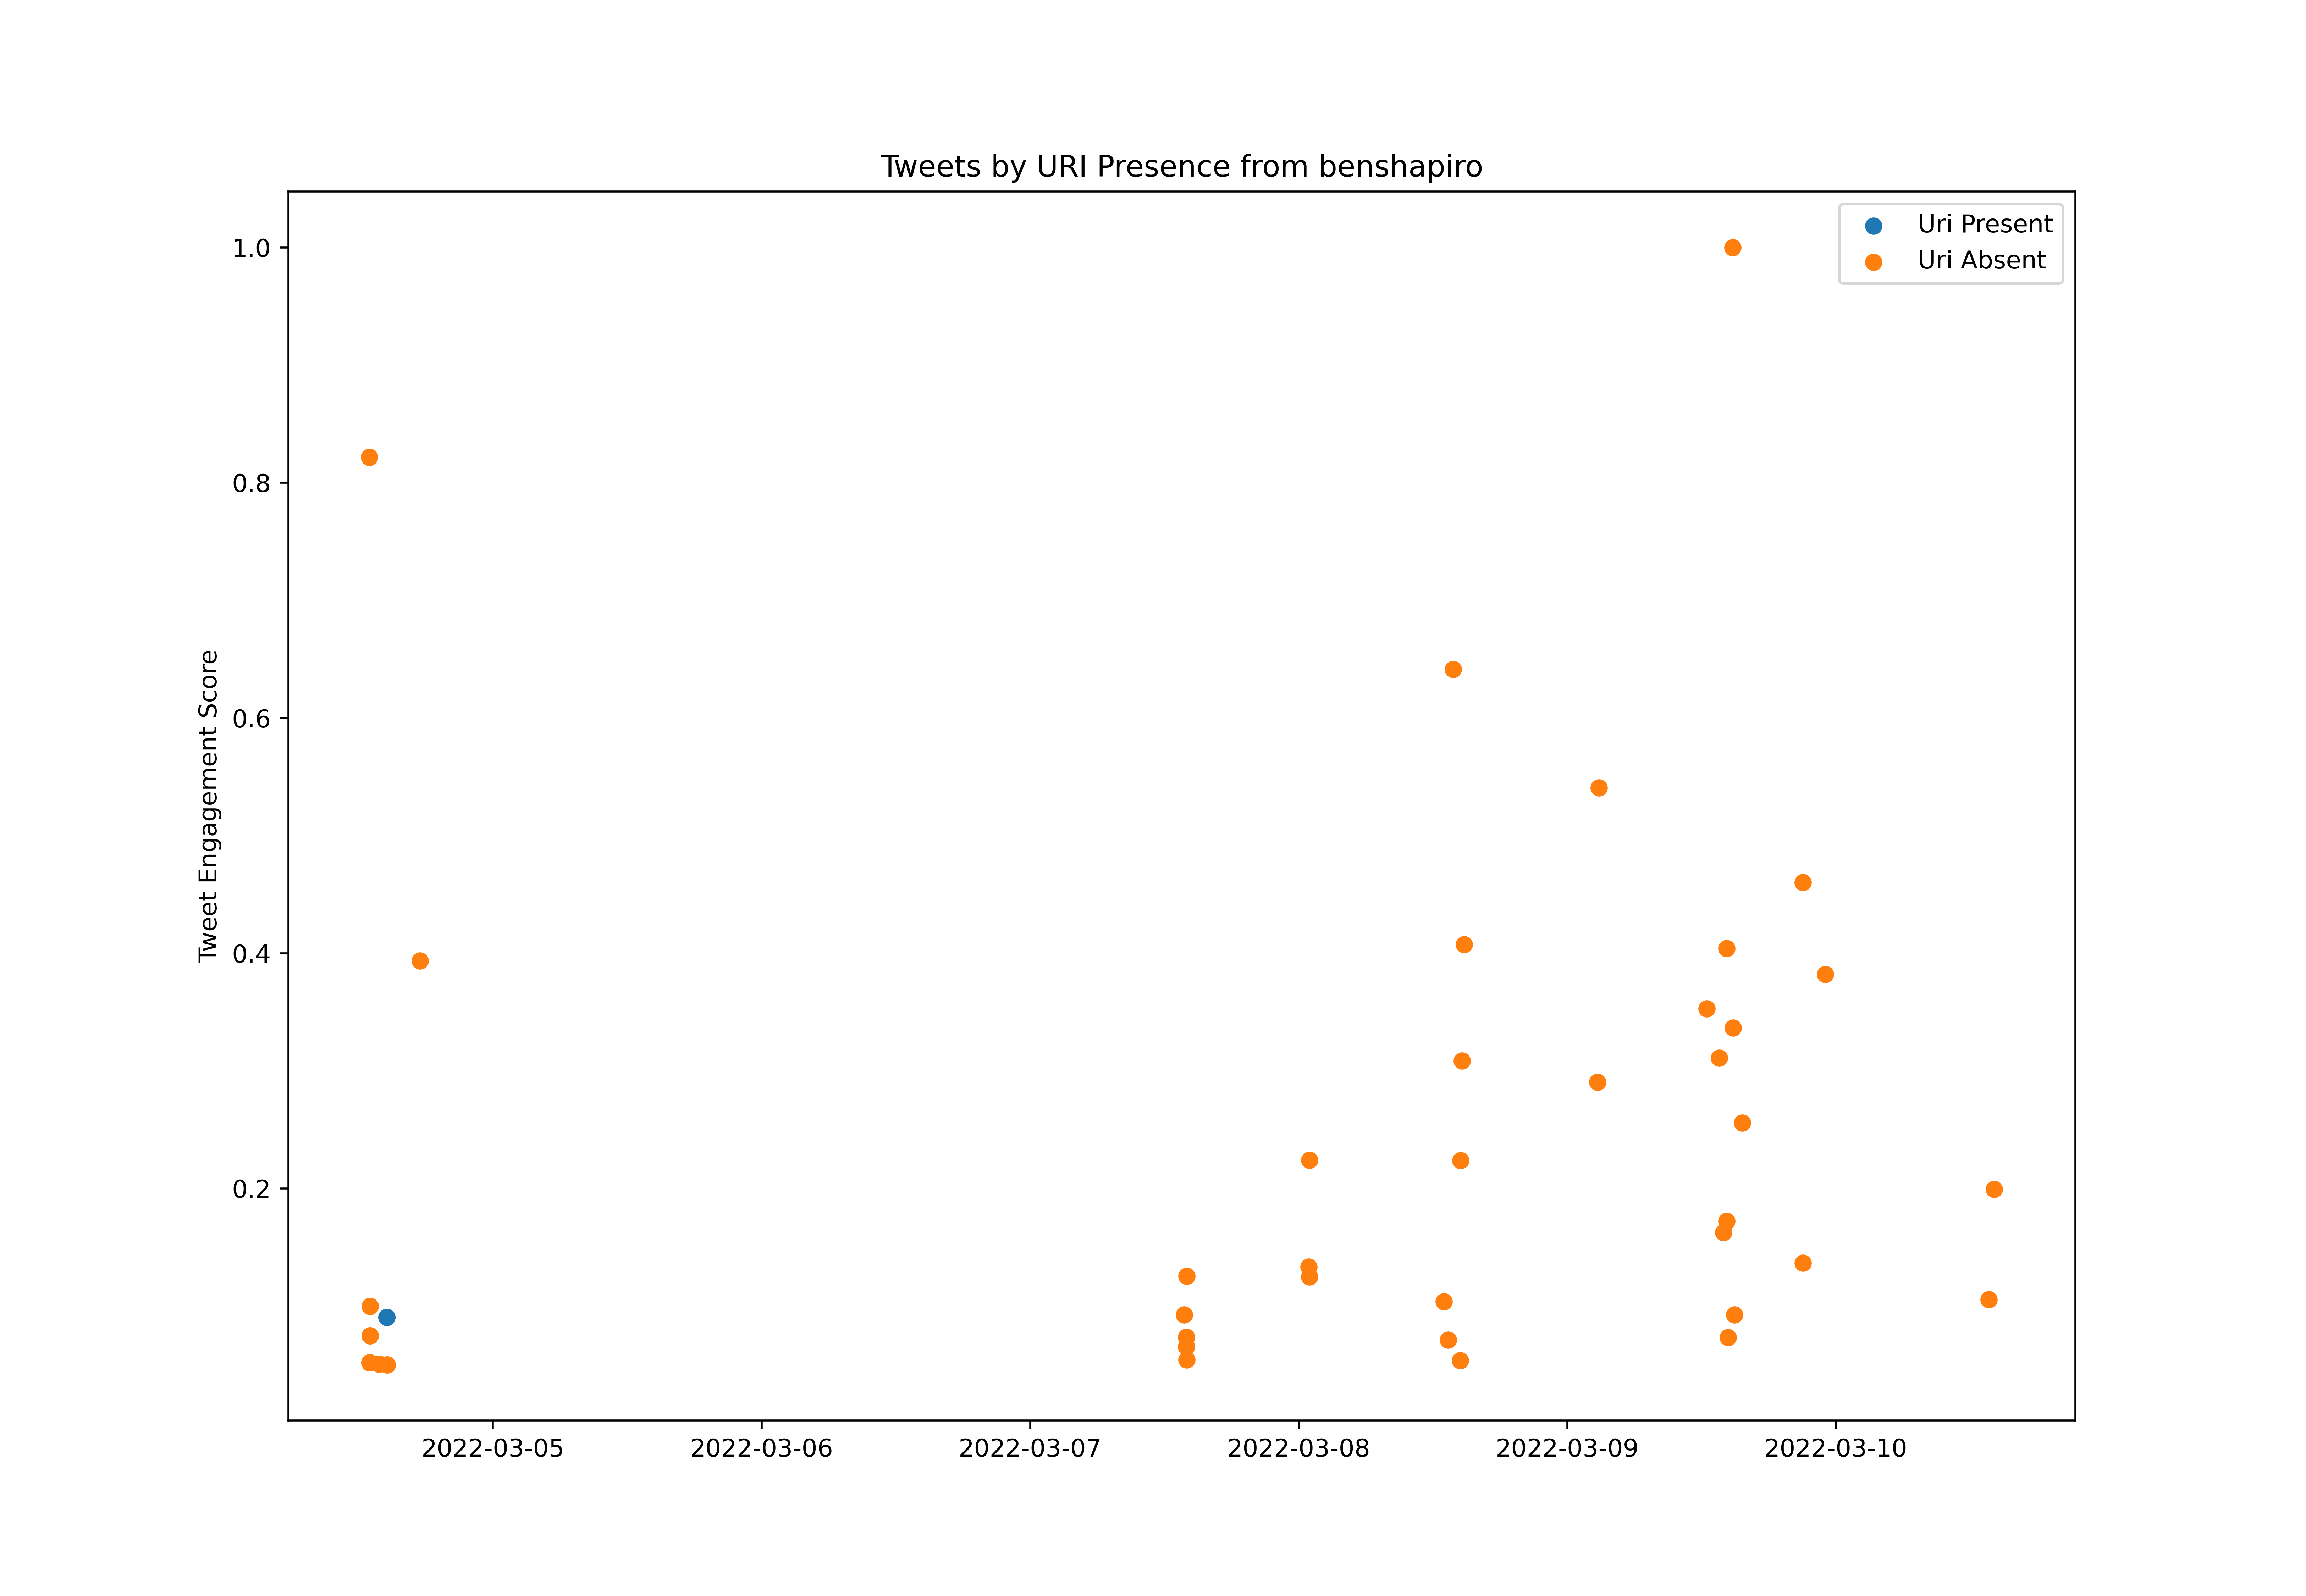 Tweets by URI Presence from benshapiro
Uri Present
Uri Absent
Tweet Engagement Score
1.0
0.8
0.6
0.4
0.2
2022-03-05 2022-03-06 2022-03-07 2022-03-08 2022-03-09 2022-03-10